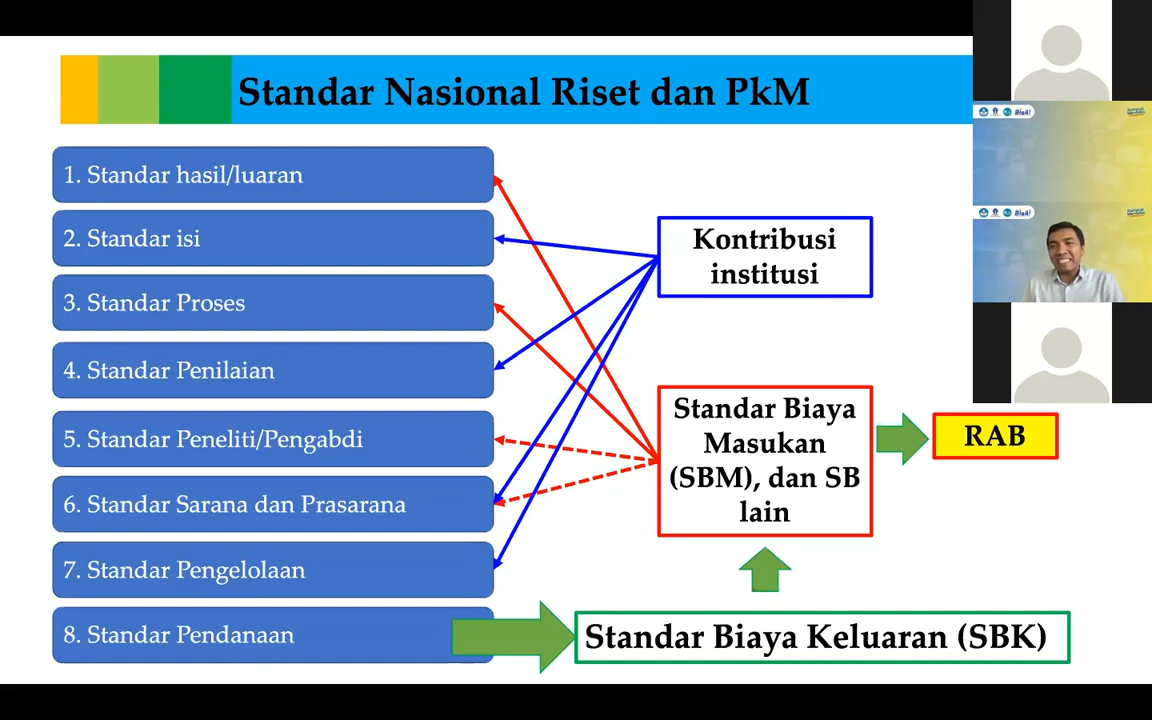 Standar Nasional Riset dan PkM
1. Standar hasil/luaran
2. Standar isi
3. Standar Proses
4. Standar Penilaian
5. Standar Peneliti/Pengabdi
6. Standar Sarana dan Prasarana
7. Standar Pengelolaan
8. Standar Pendanaan
Kontribusi
institusi
Standar Biaya
Masukan
(SBM), dan SB
lain
RAB
Standar Biaya Keluaran (SBK)